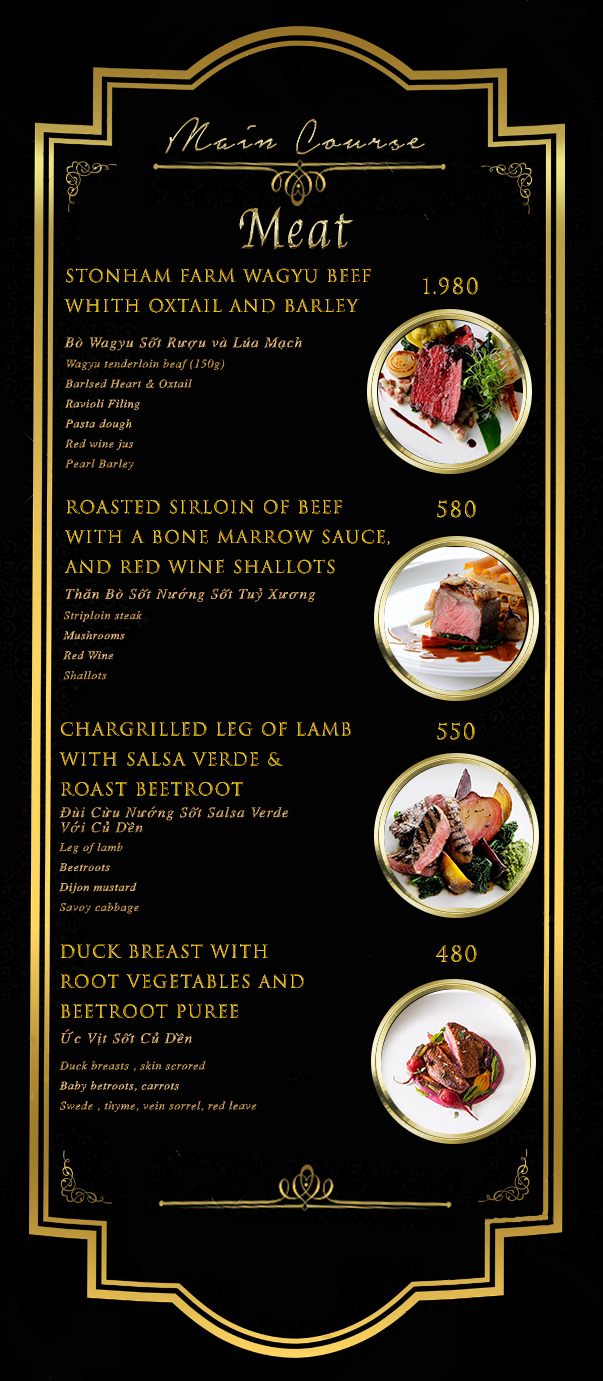 Main Course
Meat
STONHAM FARM WAGYU BEEF
WHITH OXTAIL AND BARLEY
1.980
Bò Wagyu Sốt Rượu và Lúa Mạch
Wagyu tenderloin beaf (150g)
Barlsed Heart & Oxtail
Ravioli Filing
Pasta dough
Red wine jus
Pearl Barley
ROASTED SIRLOIN OF BEEF
WITH A BONE MARROW SAUCE,
AND RED WINE SHALLOTS
580
Thăn Bò Sốt Nướng Sốt Tuỷ Xương
Striploin steak
Mushrooms
Red Wine
Shallots
CHARGRILLED LEG OF LAMB
WITH SALSA VERDE &
ROAST BEETROOT
550
Đùi Cừu Nướng Sốt Salsa Verde
Với Củ Dền
Leg of lamb
Beetroots
Dijon mustard
Savoy cabbage
DUCK BREAST WITH
ROOT VEGETABLES AND
BEETROOT PUREE
480
Ức Vịt Sốt Củ Dền
Duck breasts , skin scrored
Baby betroots, carrots
Swede , thyme, vein sorrel, red leave